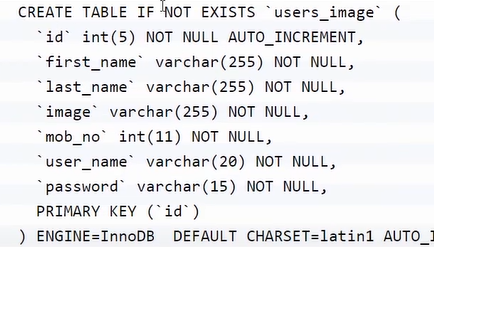 CREATE TABLE IF NOT EXISTS `users_image` (
`id` int(5) NOT NULL AUTO_INCREMENT,
`first_name` varchar(255) NOT NULL,
`last_name` varchar(255) NOT NULL,
`image` varchar(255) NOT NULL,
`mob_no` int(11) NOT NULL,
`user_name` varchar(20) NOT NULL,
`password` varchar(15) NOT NULL,
PRIMARY KEY (`id`)
) ENGINE=InnoDB DEFAULT CHARSET=latin1